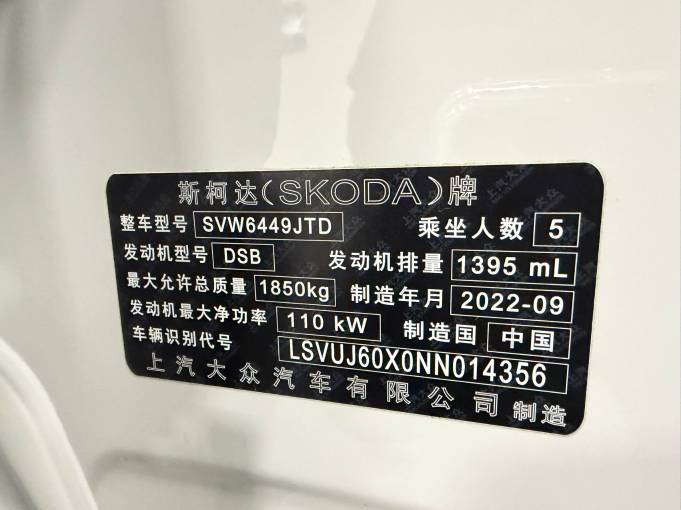 斯柯达(SKODA)牌
整车型号 SVW6449JTD 乘坐人数 5
发动机型号 DSB 发动机排量 1395 mL
最大允许总质量 1850kg 制造年月 2022-09
发动机最大净功率 110 kW 制造国 中国
车辆识别代号 LSVUJ60X0NN014356
上汽大众汽车有限公司 制造